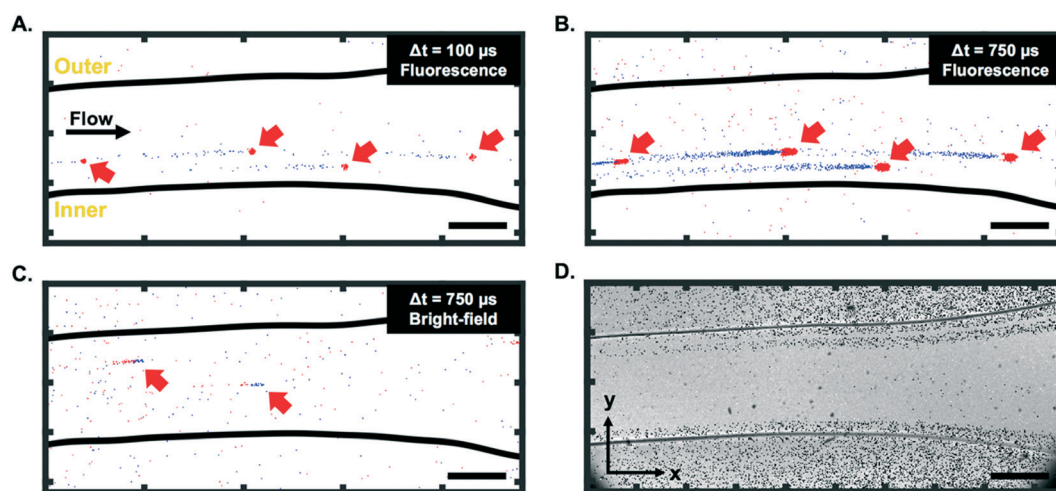 A.
Δt = 100 µs
Fluorescence
Outer
Flow
Inner
B.
Δt = 750 µs
Fluorescence
C.
Δt = 750 µs
Bright-field
D.
y
x